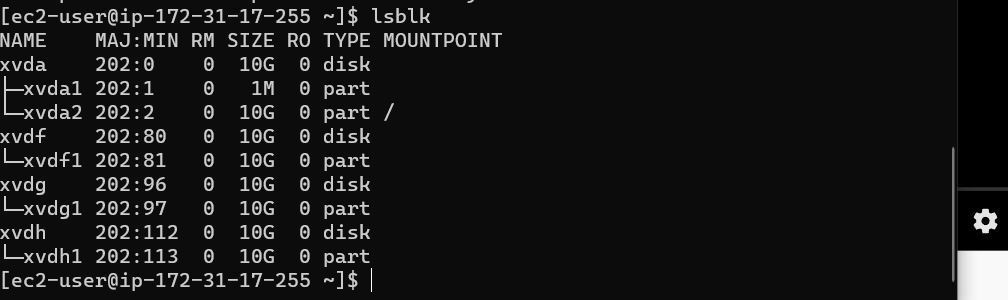 [ec2-user@ip-172-31-17-255 ~]$ lsblk
NAME    MAJ:MIN RM SIZE RO TYPE MOUNTPOINT
xvda    202:0    0  10G  0 disk
├─xvda1 202:1    0   1M  0 part
└─xvda2 202:2    0  10G  0 part /
xvdf    202:80   0  10G  0 disk
└─xvdf1 202:81   0  10G  0 part
xvdg    202:96   0  10G  0 disk
└─xvdg1 202:97   0  10G  0 part
xvdh    202:112  0  10G  0 disk
└─xvdh1 202:113  0  10G  0 part
[ec2-user@ip-172-31-17-255 ~]$